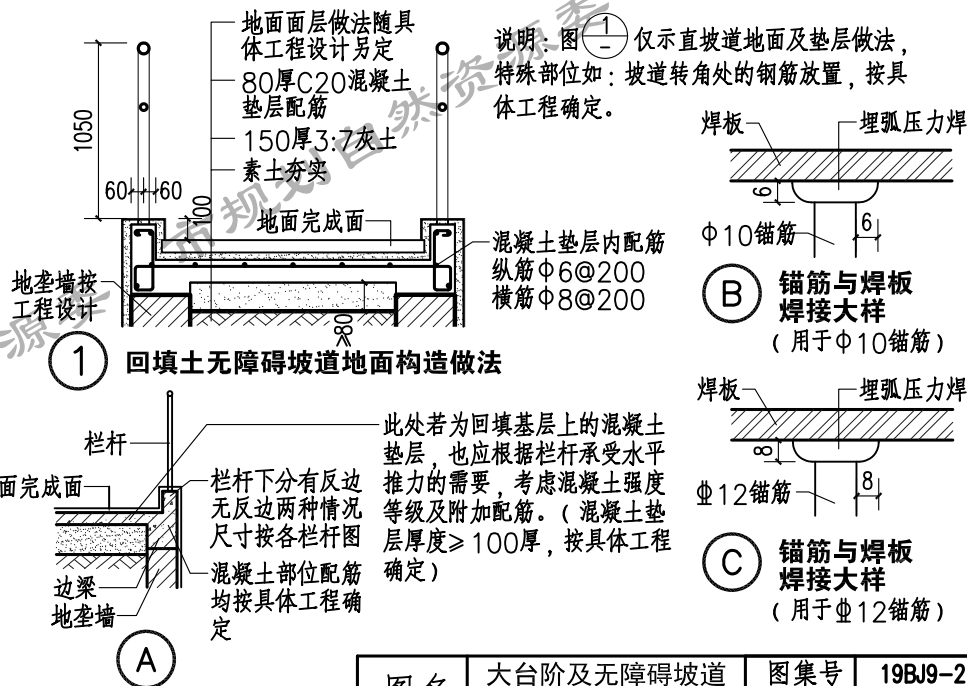 地面面层做法随具
体工程设计另定
80厚C20混凝土
垫层配筋
150厚3:7灰土
素土夯实
1050
60 60
100
地面完成面
地垄墙按
工程设计
混凝土垫层内配筋
纵筋Φ6@200
横筋Φ8@200
≥80
1 回填土无障碍坡道地面构造做法
说明：图 1/- 仅示直坡道地面及垫层做法，
特殊部位如：坡道转角处的钢筋放置，按具
体工程确定。
焊板 埋弧压力焊
6
6
Φ10锚筋
B 锚筋与焊板
焊接大样
（用于Φ10锚筋）
焊板 埋弧压力焊
8
8
Φ12锚筋
C 锚筋与焊板
焊接大样
（用于Φ12锚筋）
栏杆
面完成面
边梁
地垄墙
栏杆下分有反边
无反边两种情况
尺寸按各栏杆图
混凝土部位配筋
均按具体工程确
定
此处若为回填基层上的混凝土
垫层，也应根据栏杆承受水平
推力的需要，考虑混凝土强度
等级及附加配筋。（混凝土垫
层厚度≥100厚，按具体工程
确定）
A
图名 大台阶及无障碍坡道 图集号 19BJ9-2
市规划自然资源委
源委